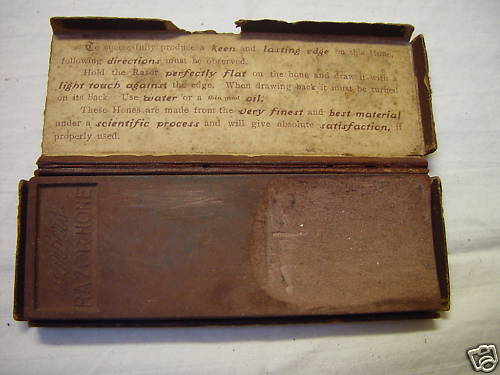 To successfully produce a keen and lasting edge on this Hone,
following directions must be observed.
Hold the Razor perfectly flat on the hone and draw it with
light touch against the edge. When drawing back it must be turned
on its back. Use water or a thin good oil.
These Hones are made from the very finest and best material
under a scientific process and will give absolute satisfaction, if
properly used.
RAZOR HONE
ebY